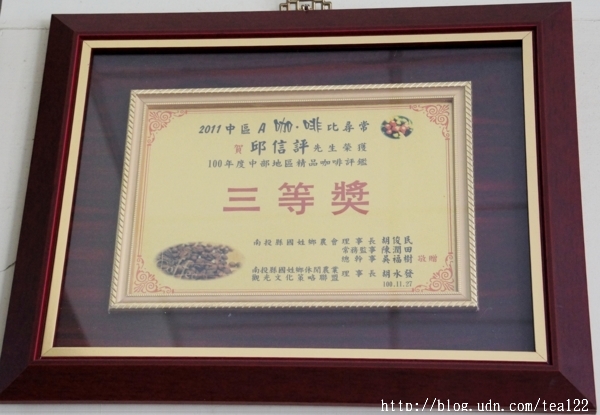 2011中區 A 咖·啡比尋常
賀 邱信評 先生榮獲
100年度中部地區精品咖啡評鑑
三等獎
南投縣國姓鄉農會 理事長 胡俊民
常務監事 陳潤田
總幹事 吳福樹 敬贈
南投縣國姓鄉休閒農業
觀光文化策略聯盟 理事長 胡永發
100.11.27
http://blog.udn.com/tea122